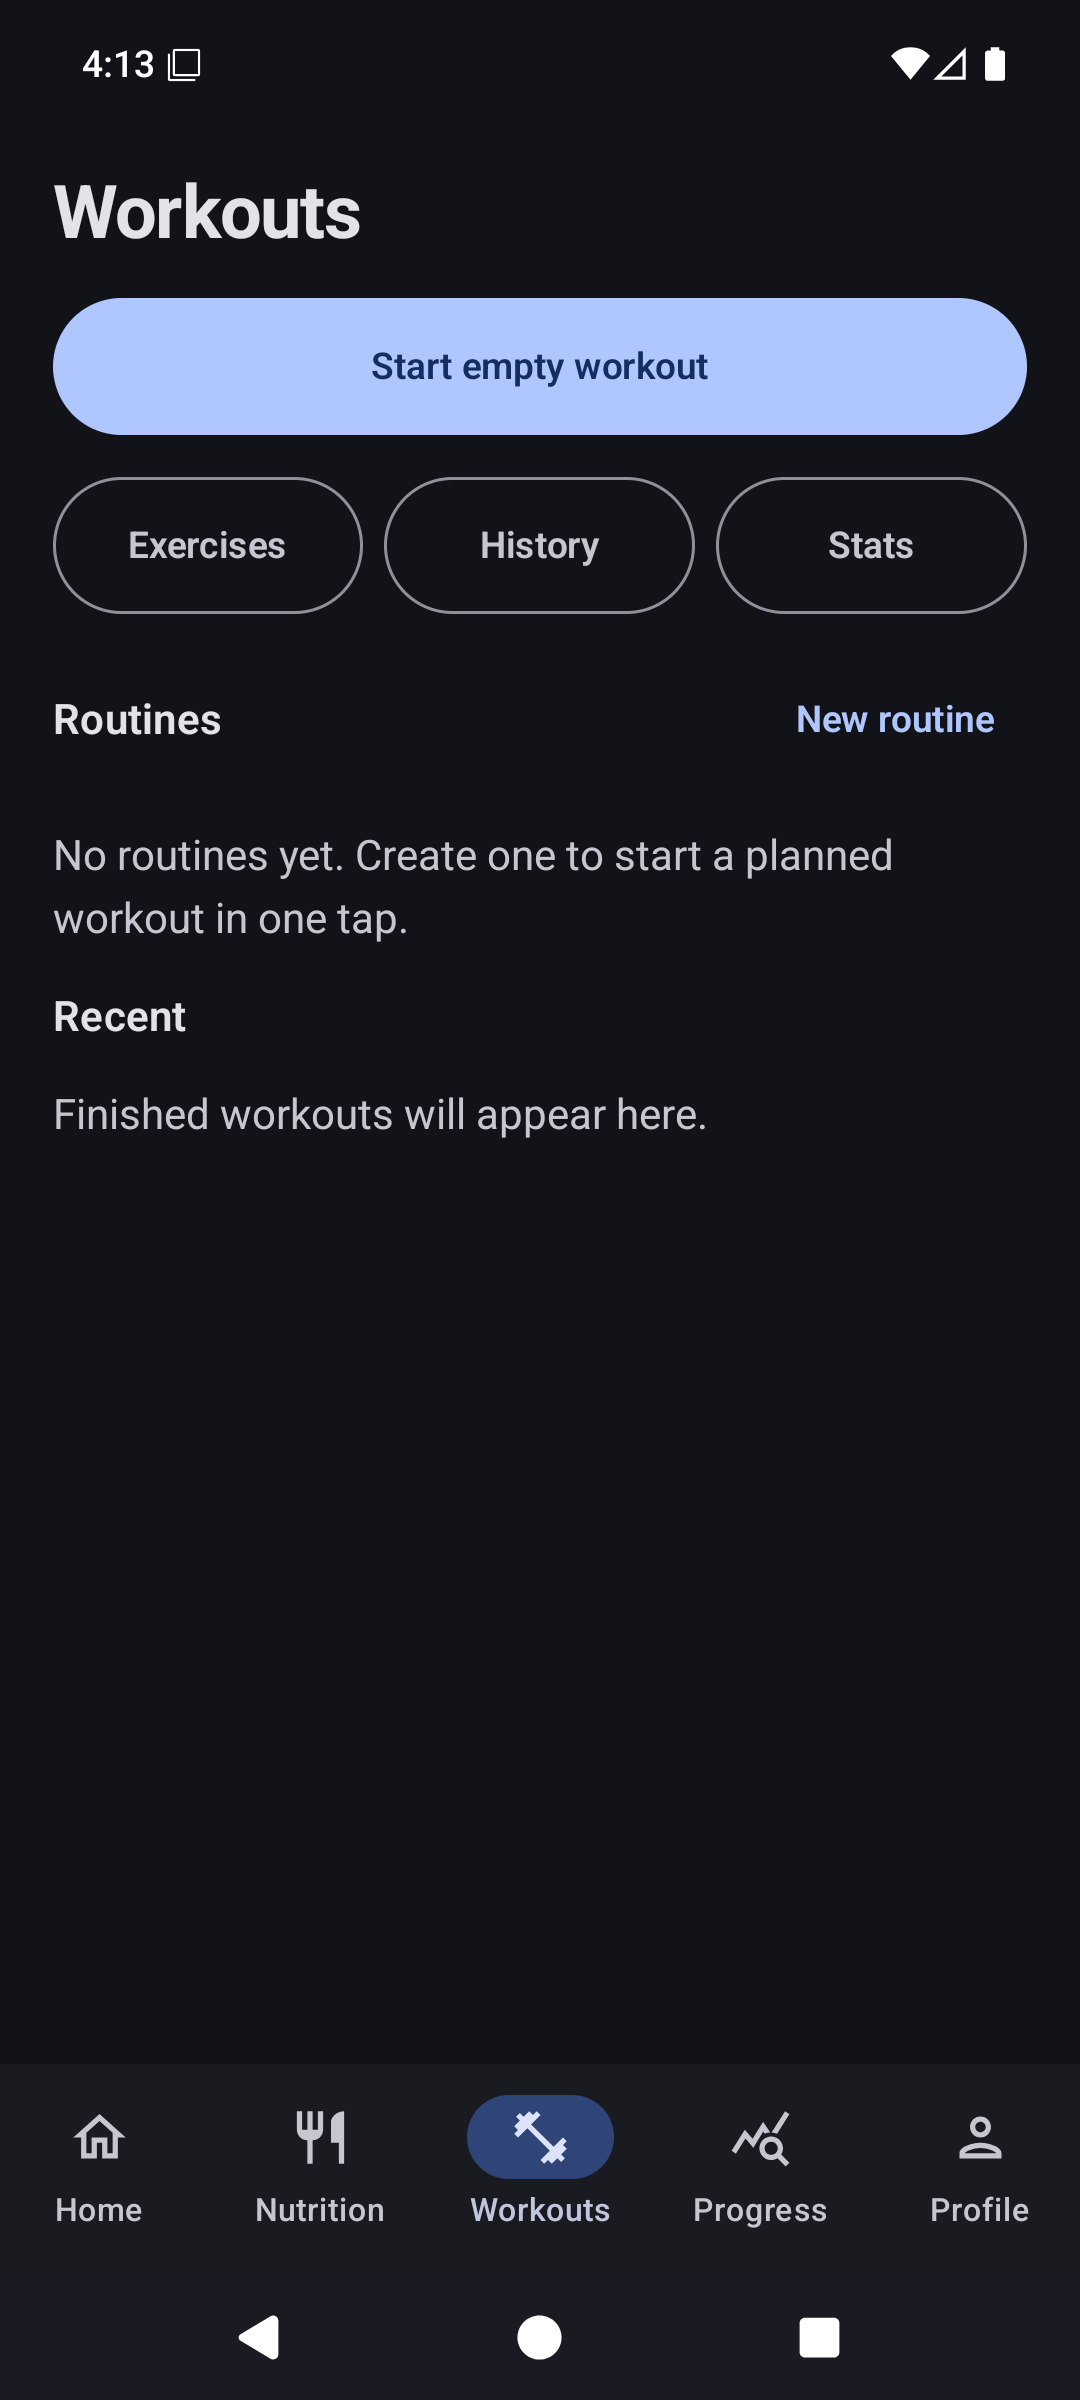 4:13
Workouts
Start empty workout
Exercises
History
Stats
Routines
New routine
No routines yet. Create one to start a planned
workout in one tap.
Recent
Finished workouts will appear here.
Home
Nutrition
Workouts
Progress
Profile